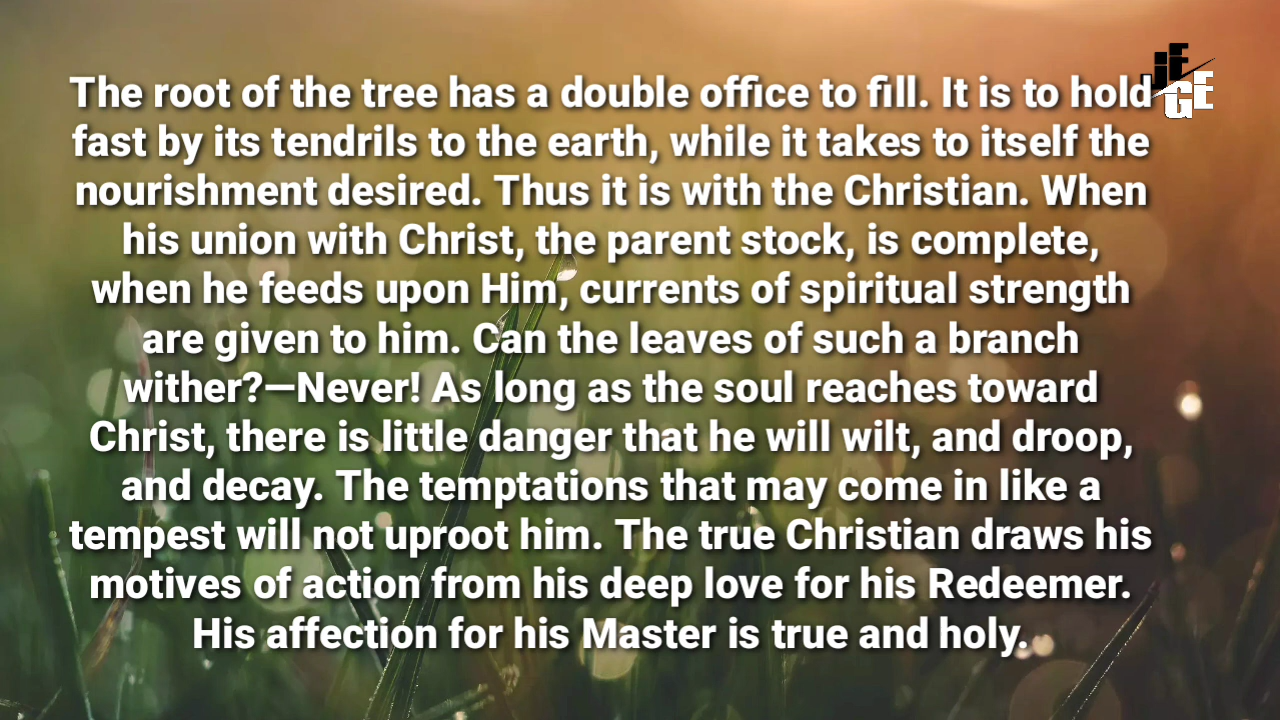 The root of the tree has a double office to fill. It is to hold
fast by its tendrils to the earth, while it takes to itself the
nourishment desired. Thus it is with the Christian. When
his union with Christ, the parent stock, is complete,
when he feeds upon Him, currents of spiritual strength
are given to him. Can the leaves of such a branch
wither?—Never! As long as the soul reaches toward
Christ, there is little danger that he will wilt, and droop,
and decay. The temptations that may come in like a
tempest will not uproot him. The true Christian draws his
motives of action from his deep love for his Redeemer.
His affection for his Master is true and holy.
GE